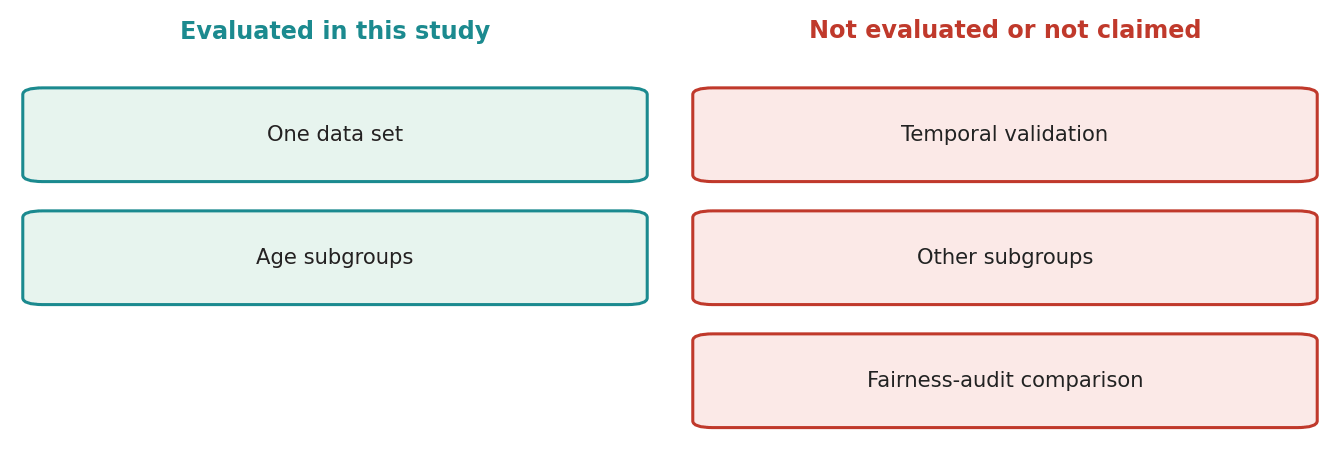 Evaluated in this study
One data set
Age subgroups
Not evaluated or not claimed
Temporal validation
Other subgroups
Fairness-audit comparison